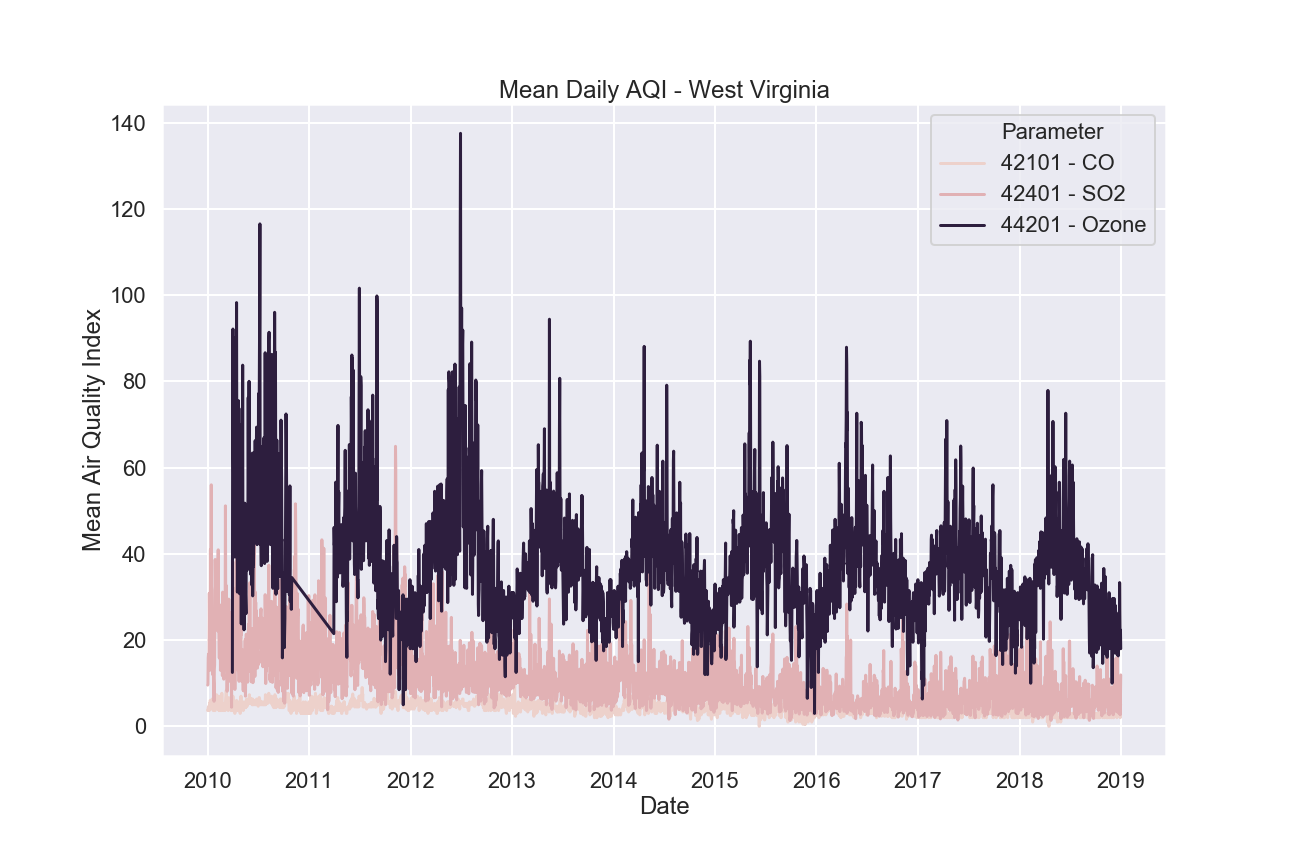 Mean Daily AQI - West Virginia
Parameter
42101 - CO
42401 - SO2
44201 - Ozone
Mean Air Quality Index
140
120
100
80
60
40
20
0
2010 2011 2012 2013 2014 2015 2016 2017 2018 2019
Date